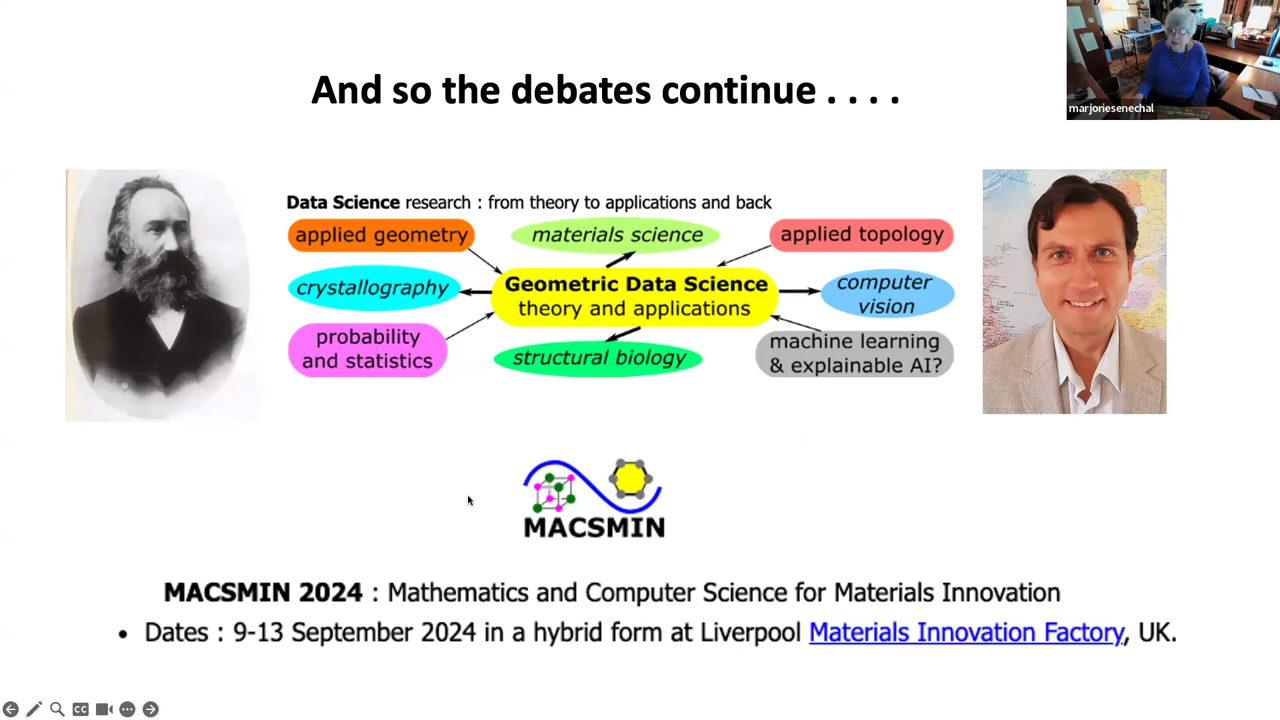 And so the debates continue . . . .
marjoriesenechal
Data Science research : from theory to applications and back
applied geometry
materials science
applied topology
crystallography
Geometric Data Science
theory and applications
computer
vision
probability
and statistics
structural biology
machine learning
& explainable AI?
MACSMIN
MACSMIN 2024 : Mathematics and Computer Science for Materials Innovation
• Dates : 9-13 September 2024 in a hybrid form at Liverpool Materials Innovation Factory, UK.
CC